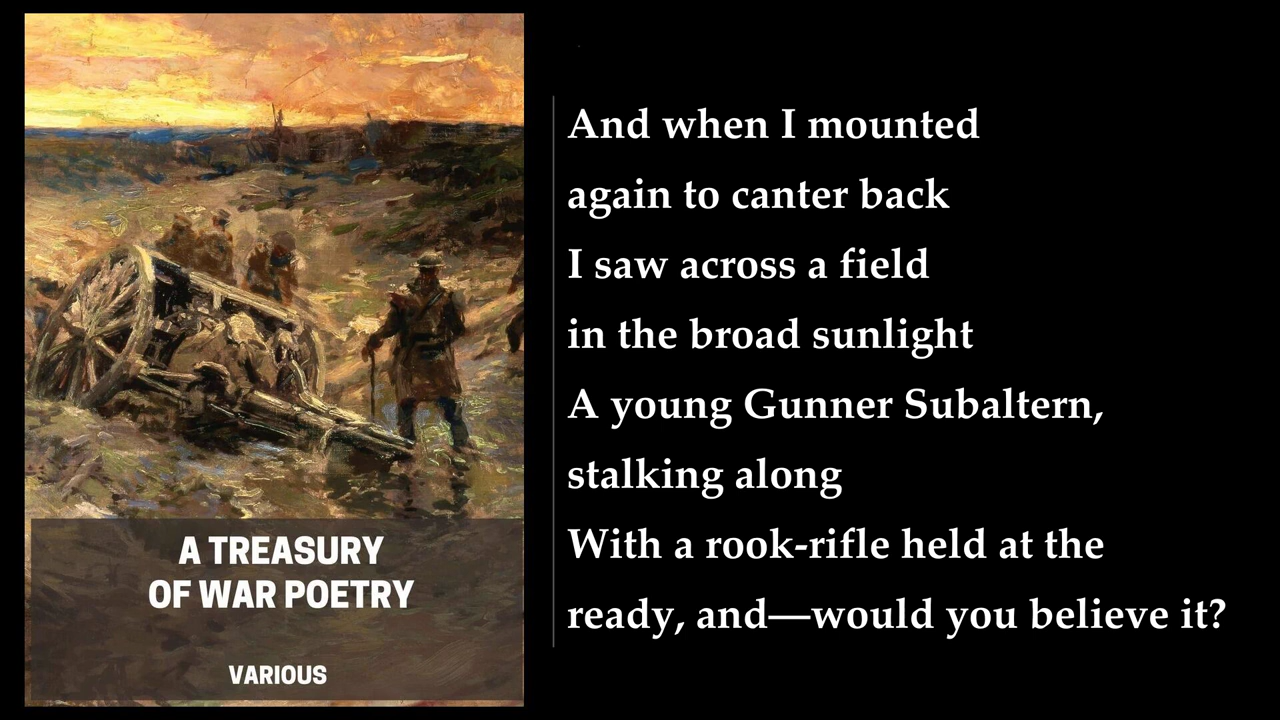 A TREASURY
OF WAR POETRY
VARIOUS
And when I mounted
again to canter back
I saw across a field
in the broad sunlight
A young Gunner Subaltern,
stalking along
With a rook-rifle held at the
ready, and—would you believe it?